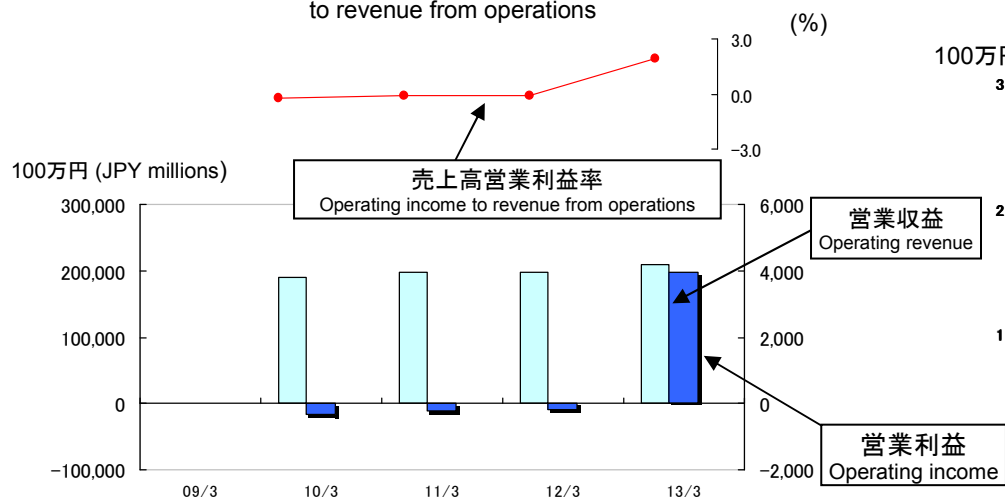 to revenue from operations
(%)
3.0
0.0
-3.0
100万円
3
2
1
100万円 (JPY millions)
売上高営業利益率
Operating income to revenue from operations
営業収益
Operating revenue
営業利益
Operating income
300,000
200,000
100,000
0
-100,000
6,000
4,000
2,000
0
-2,000
09/3
10/3
11/3
12/3
13/3